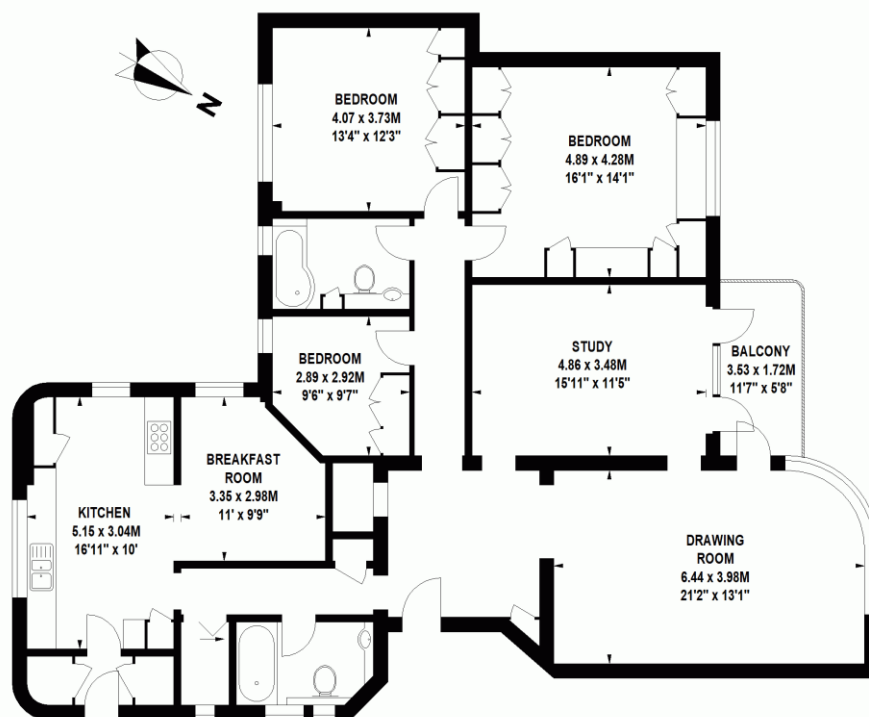 N
BEDROOM
4.07 x 3.73M
13'4" x 12'3"
BEDROOM
4.89 x 4.28M
16'1" x 14'1"
BEDROOM
2.89 x 2.92M
9'6" x 9'7"
STUDY
4.86 x 3.48M
15'11" x 11'5"
BALCONY
3.53 x 1.72M
11'7" x 5'8"
BREAKFAST
ROOM
3.35 x 2.98M
11' x 9'9"
KITCHEN
5.15 x 3.04M
16'11" x 10'
DRAWING
ROOM
6.44 x 3.98M
21'2" x 13'1"